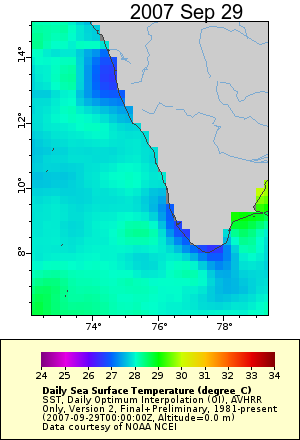 2007 Sep 29
14°
12°
10°
8°
74°
76°
78°
24 25 26 27 28 29 30 31 32 33 34
Daily Sea Surface Temperature (degree_C)
SST, Daily Optimum Interpolation (OI), AVHRR
Only, Version 2, Final+Preliminary, 1981-present
(2007-09-29T00:00:00Z, Altitude=0.0 m)
Data courtesy of NOAA NCEI